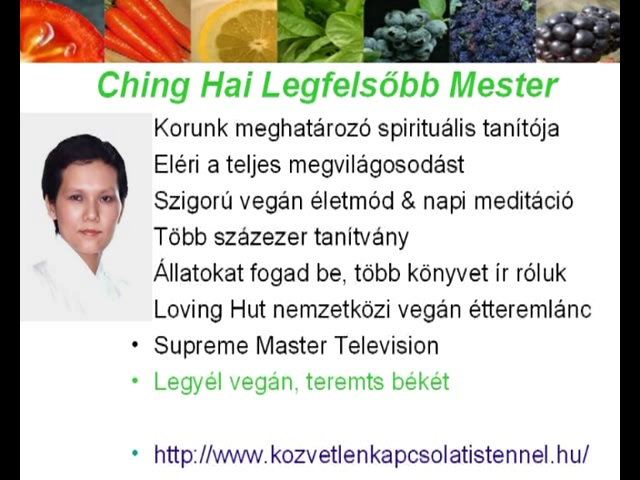 Ching Hai Legfelsőbb Mester
Korunk meghatározó spirituális tanítója
Eléri a teljes megvilágosodást
Szigorú vegán életmód & napi meditáció
Több százezer tanítvány
Állatokat fogad be, több könyvet ír róluk
Loving Hut nemzetközi vegán étteremlánc
• Supreme Master Television
• Legyél vegán, teremts békét
• http://www.kozvetlenkapcsolatistennel.hu/